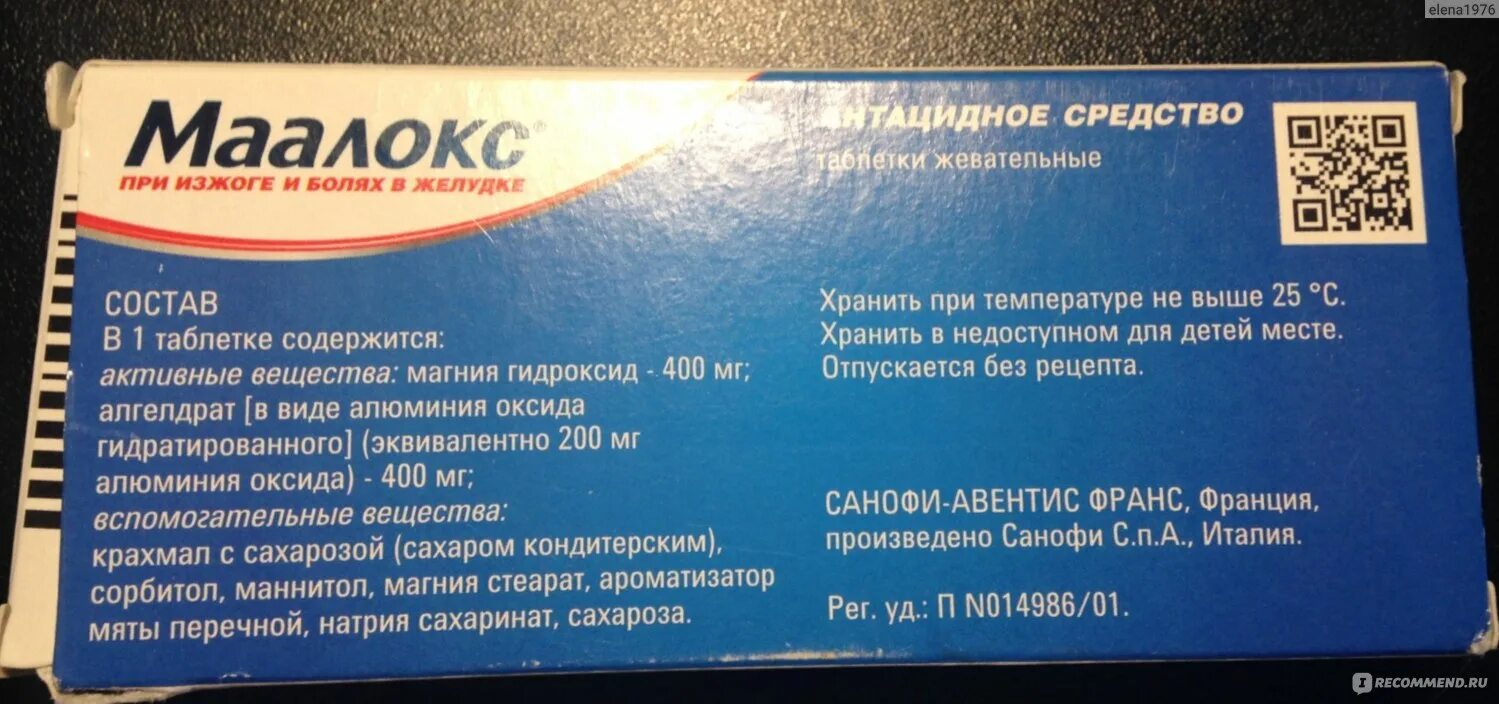 elena1976
Маалокс®
ПРИ ИЗЖОГЕ И БОЛЯХ В ЖЕЛУДКЕ
АНТАЦИДНОЕ СРЕДСТВО
таблетки жевательные
СОСТАВ
В 1 таблетке содержится:
активные вещества: магния гидроксид - 400 мг;
алгелдрат [в виде алюминия оксида
гидратированного] (эквивалентно 200 мг
алюминия оксида) - 400 мг;
вспомогательные вещества:
крахмал с сахарозой (сахаром кондитерским),
сорбитол, маннитол, магния стеарат, ароматизатор
мяты перечной, натрия сахаринат, сахароза.
Хранить при температуре не выше 25 °С.
Хранить в недоступном для детей месте.
Отпускается без рецепта.
САНОФИ-АВЕНТИС ФРАНС, Франция,
произведено Санофи С.п.А., Италия.
Рег. уд.: П N014986/01.
IRECOMMEND.RU